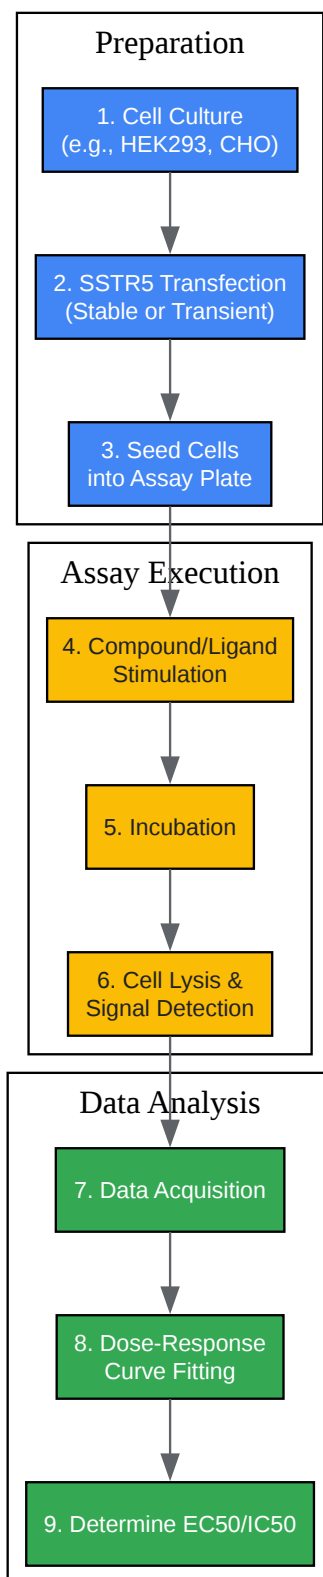 Preparation
1. Cell Culture
(e.g., HEK293, CHO)
2. SSTR5 Transfection
(Stable or Transient)
3. Seed Cells
into Assay Plate
Assay Execution
4. Compound/Ligand
Stimulation
5. Incubation
6. Cell Lysis &
Signal Detection
Data Analysis
7. Data Acquisition
8. Dose-Response
Curve Fitting
9. Determine EC50/IC50